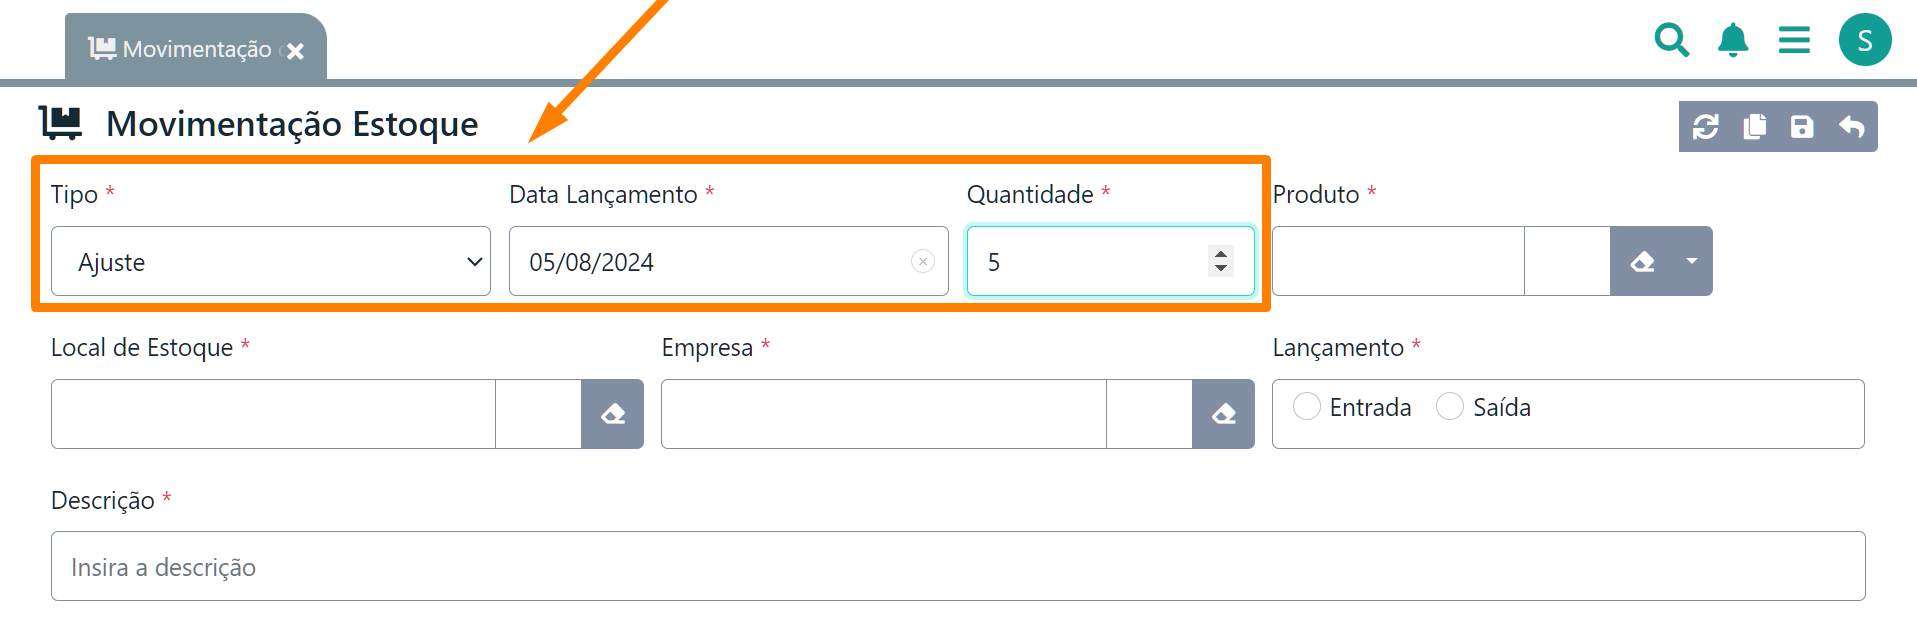 Movimentação
S
Movimentação Estoque
Tipo * Data Lançamento * Quantidade * Produto *
Ajuste 05/08/2024 5
Local de Estoque * Empresa * Lançamento *
Entrada Saída
Descrição *
Insira a descrição